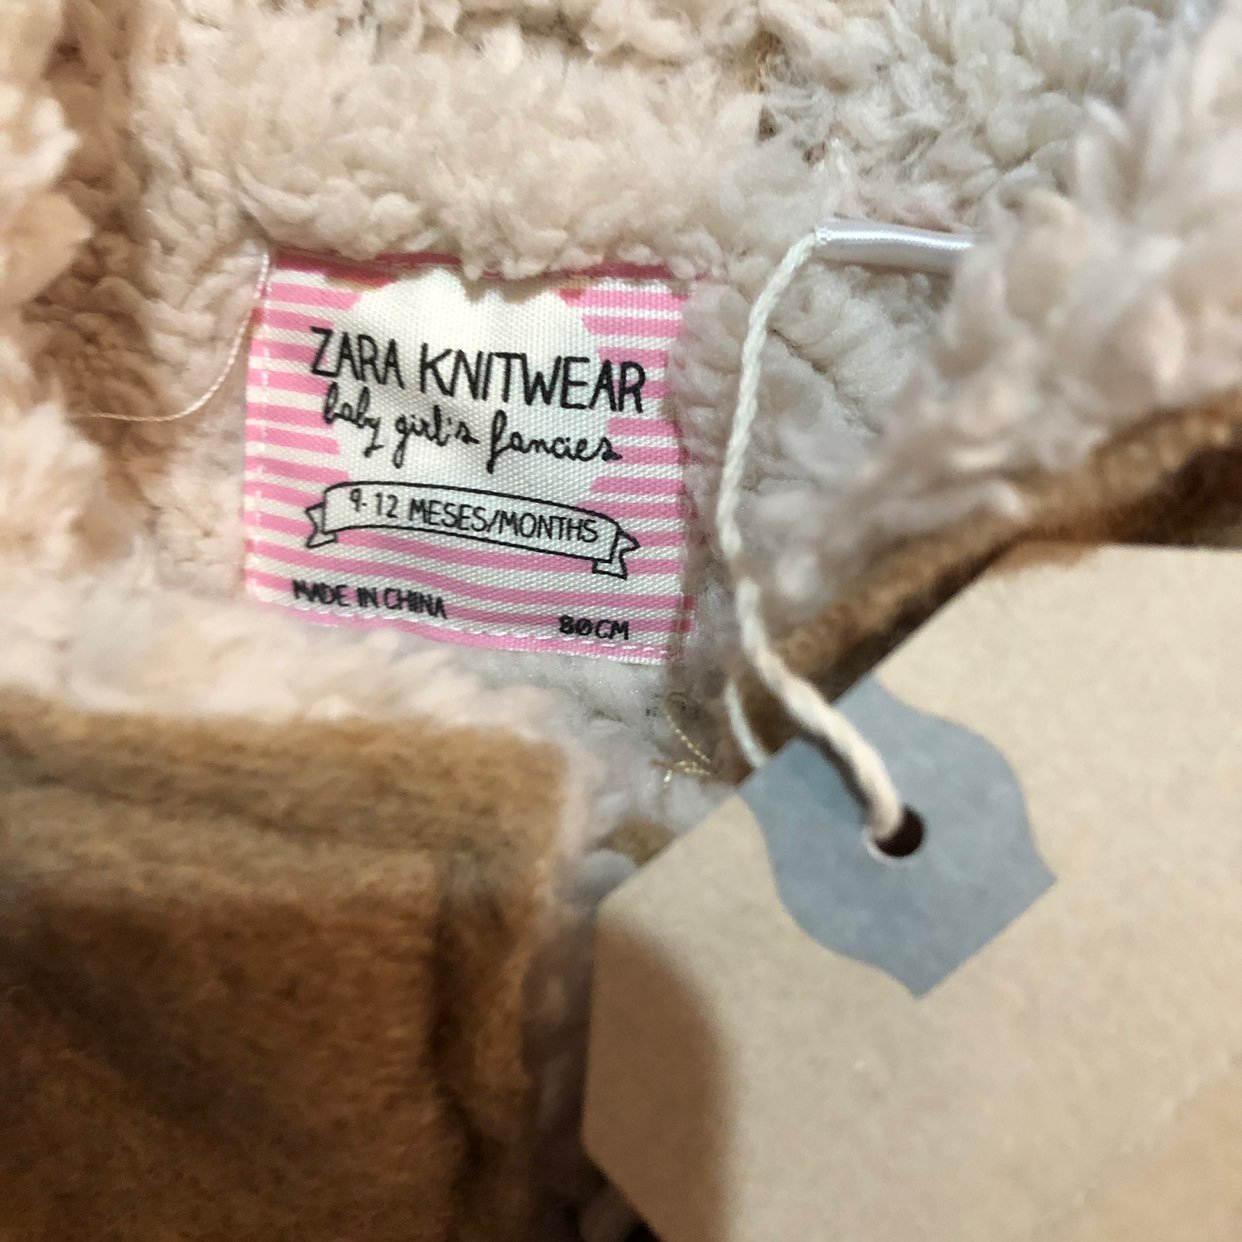 ZARA KNITWEAR
baby girl's fancies
9-12 MESES/MONTHS
MADE IN CHINA
80CM